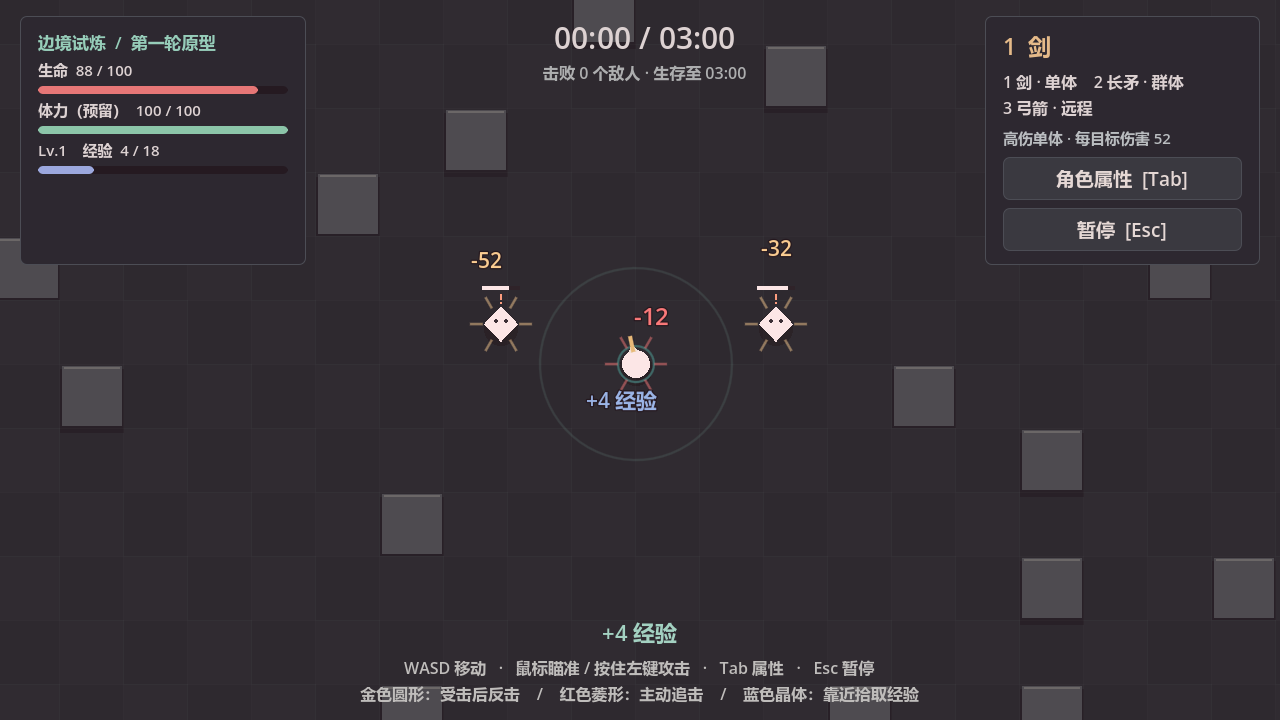 边境试炼 / 第一轮原型
生命 88 / 100
体力（预留） 100 / 100
Lv.1 经验 4 / 18
00:00 / 03:00
击败 0 个敌人 · 生存至 03:00
1 剑
1 剑 · 单体 2 长矛 · 群体
3 弓箭 · 远程
高伤单体 · 每目标伤害 52
角色属性 [Tab]
暂停 [Esc]
-52
-32
-12
+4 经验
+4 经验
WASD 移动 · 鼠标瞄准 / 按住左键攻击 · Tab 属性 · Esc 暂停
金色圆形：受击后反击 / 红色菱形：主动追击 / 蓝色晶体：靠近拾取经验